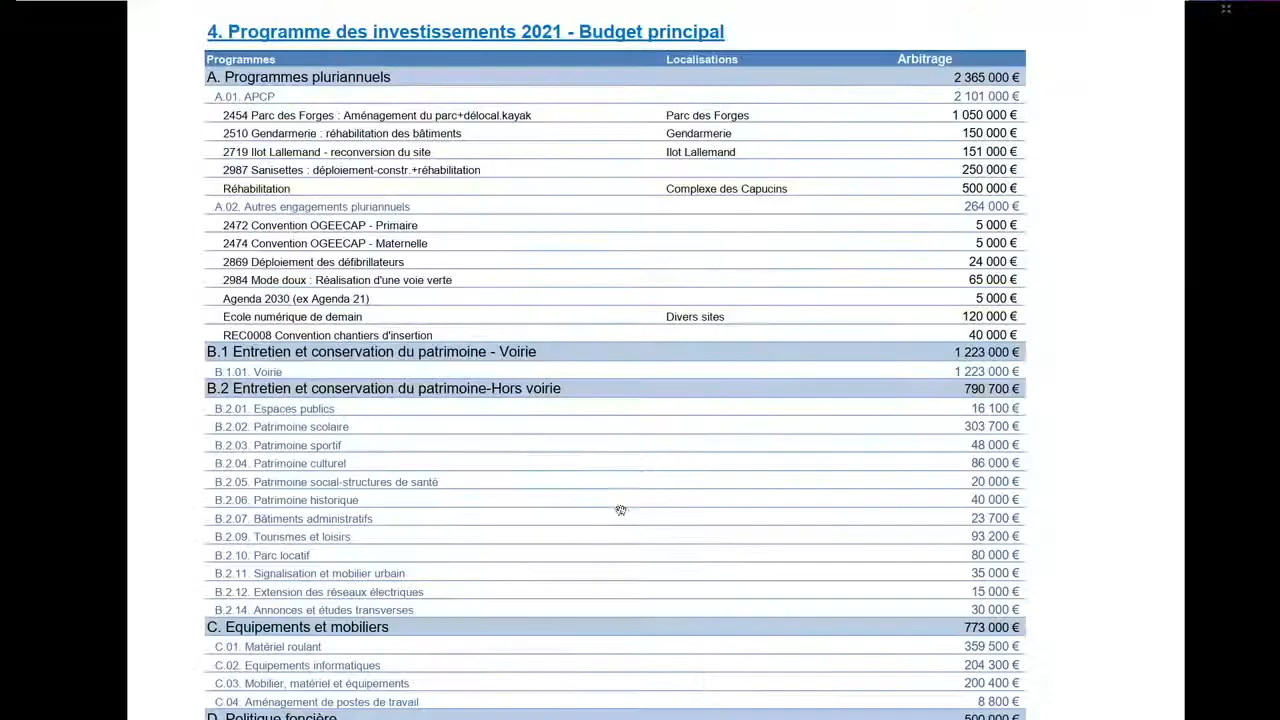 4. Programme des investissements 2021 - Budget principal
Programmes Localisations Arbitrage
A. Programmes pluriannuels 2 365 000 €
A.01. APCP 2 101 000 €
2454 Parc des Forges : Aménagement du parc+délocal.kayak Parc des Forges 1 050 000 €
2510 Gendarmerie : réhabilitation des bâtiments Gendarmerie 150 000 €
2719 Ilot Lallemand - reconversion du site Ilot Lallemand 151 000 €
2987 Sanisettes : déploiement-constr.+réhabilitation 250 000 €
Réhabilitation Complexe des Capucins 500 000 €
A.02. Autres engagements pluriannuels 264 000 €
2472 Convention OGEECAP - Primaire 5 000 €
2474 Convention OGEECAP - Maternelle 5 000 €
2869 Déploiement des défibrillateurs 24 000 €
2984 Mode doux : Réalisation d'une voie verte 65 000 €
Agenda 2030 (ex Agenda 21) 5 000 €
Ecole numérique de demain Divers sites 120 000 €
REC0008 Convention chantiers d'insertion 40 000 €
B.1 Entretien et conservation du patrimoine - Voirie 1 223 000 €
B.1.01. Voirie 1 223 000 €
B.2 Entretien et conservation du patrimoine-Hors voirie 790 700 €
B.2.01. Espaces publics 16 100 €
B.2.02. Patrimoine scolaire 303 700 €
B.2.03. Patrimoine sportif 48 000 €
B.2.04. Patrimoine culturel 86 000 €
B.2.05. Patrimoine social-structures de santé 20 000 €
B.2.06. Patrimoine historique 40 000 €
B.2.07. Bâtiments administratifs 23 700 €
B.2.09. Tourismes et loisirs 93 200 €
B.2.10. Parc locatif 80 000 €
B.2.11. Signalisation et mobilier urbain 35 000 €
B.2.12. Extension des réseaux électriques 15 000 €
B.2.14. Annonces et études transverses 30 000 €
C. Equipements et mobiliers 773 000 €
C.01. Matériel roulant 359 500 €
C.02. Equipements informatiques 204 300 €
C.03. Mobilier, matériel et équipements 200 400 €
C.04. Aménagement de postes de travail 8 800 €
D. Politique foncière 500 000 €